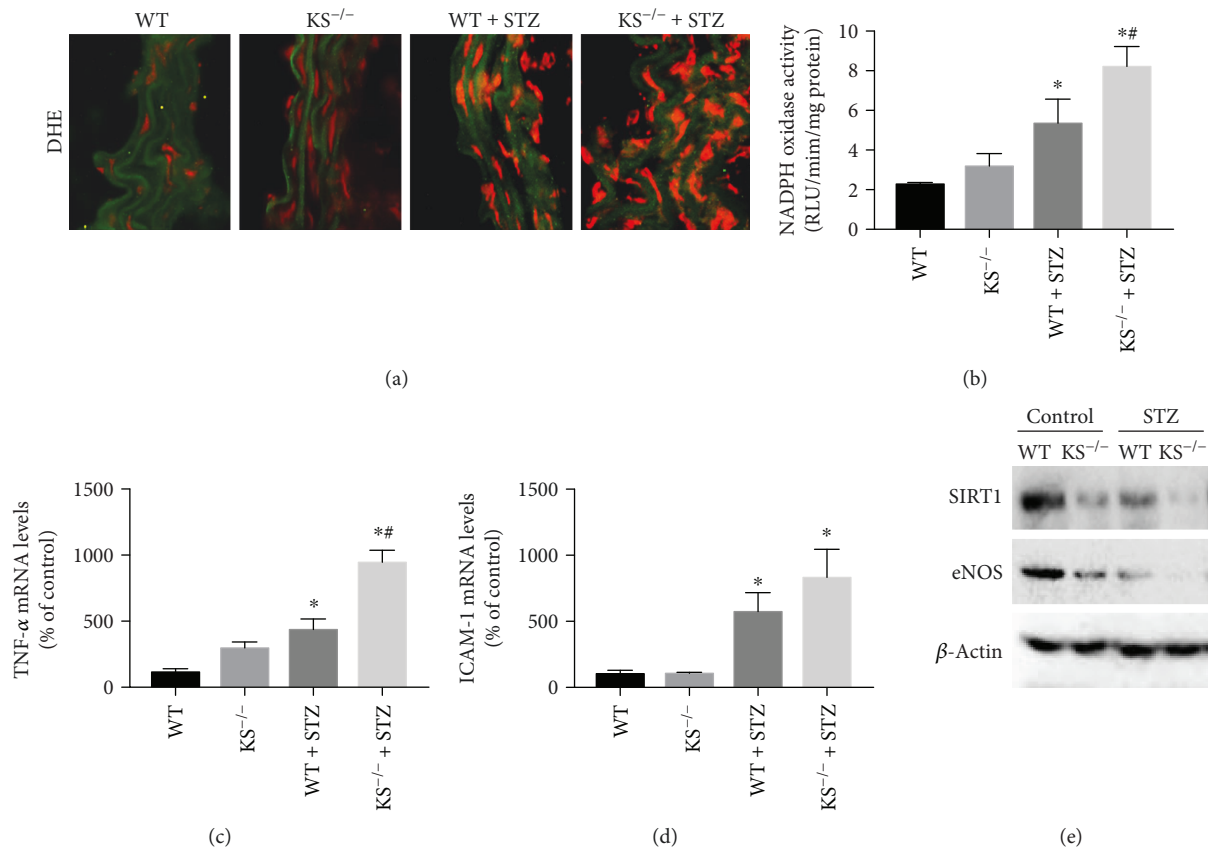 WT
KS−/−
WT + STZ
KS−/− + STZ
DHE
(a)
NADPH oxidase activity
(RLU/mim/mg protein)
10
8
6
4
2
0
*
*#
WT
KS−/−
WT + STZ
KS−/− + STZ
(b)
TNF-α mRNA levels
(% of control)
1500
1000
500
0
*
*#
WT
KS−/−
WT + STZ
KS−/− + STZ
(c)
ICAM-1 mRNA levels
(% of control)
1500
1000
500
0
*
*
WT
KS−/−
WT + STZ
KS−/− + STZ
(d)
Control STZ
WT KS−/− WT KS−/−
SIRT1
eNOS
β-Actin
(e)